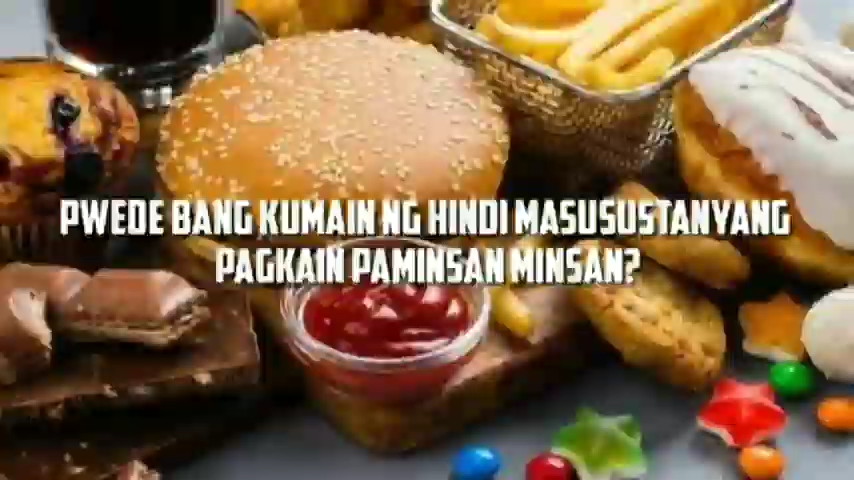 PWEDE BANG KUMAIN NG HINDI MASUSUSTANYANG
PAGKAIN PAMINSAN MINSAN?